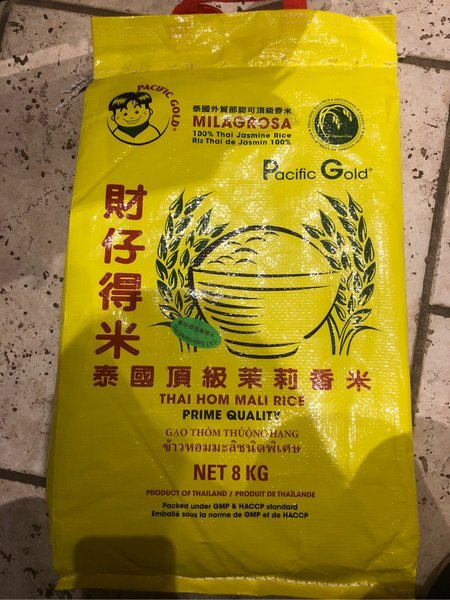 PACIFIC GOLD®
泰國外貿部認可頂級香米
MILAGROSA
100% Thai Jasmine Rice
Riz Thai de Jasmin 100%
Pacific Gold®
財仔得米
泰國頂級茉莉香米
THAI HOM MALI RICE
PRIME QUALITY
GẠO THƠM THƯỢNG HẠNG
ข้าวหอมมะลิชนิดพิเศษ
NET 8 KG
PRODUCT OF THAILAND / PRODUIT DE THAÏLANDE
Packed under GMP & HACCP standard
Emballé sous la norme de GMP et de HACCP